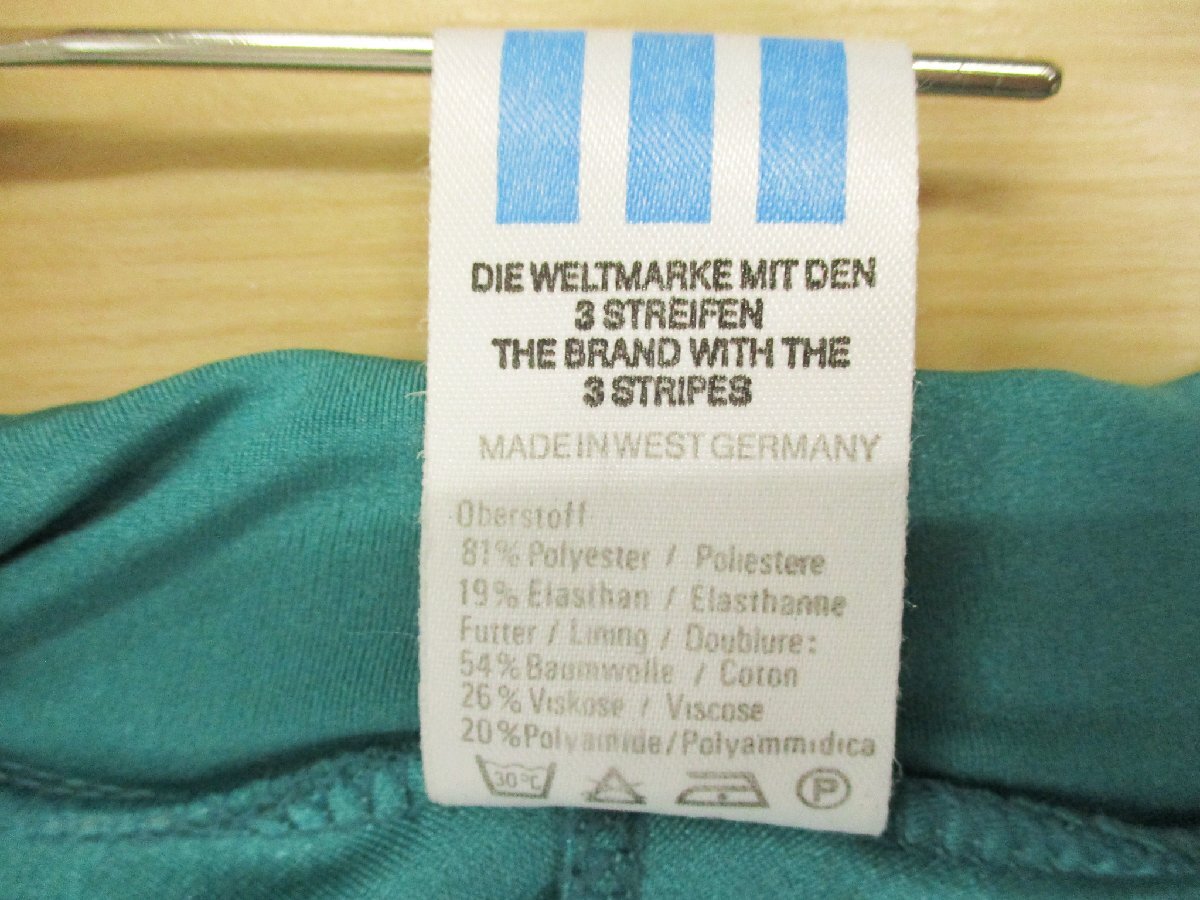 DIE WELTMARKE MIT DEN
3 STREIFEN
THE BRAND WITH THE
3 STRIPES
MADE IN WEST GERMANY
Oberstoff
81% Polyester / Poliestere
19% Elasthan / Elasthanne
Futter / Lining / Doublure:
54% Baumwolle / Coton
26% Viskose / Viscose
20% Polyamide/Polyammidica
30°C
P